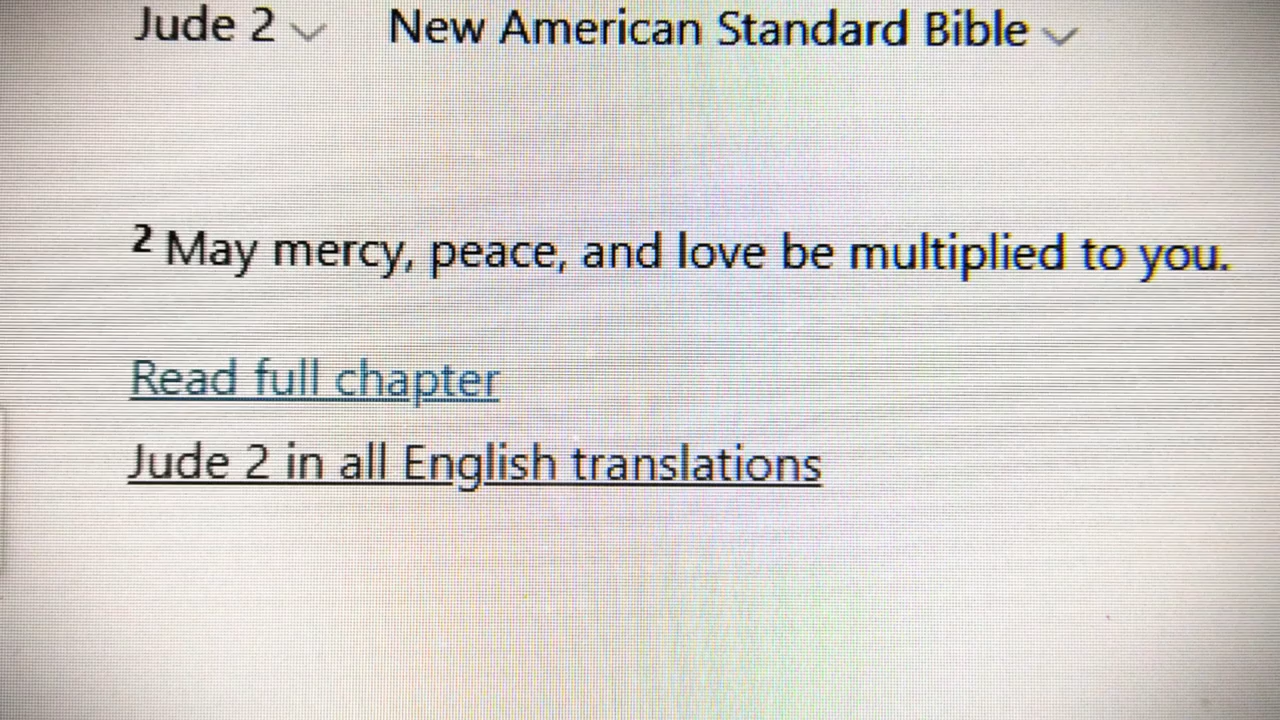 Jude 2 New American Standard Bible
2 May mercy, peace, and love be multiplied to you.
Read full chapter
Jude 2 in all English translations